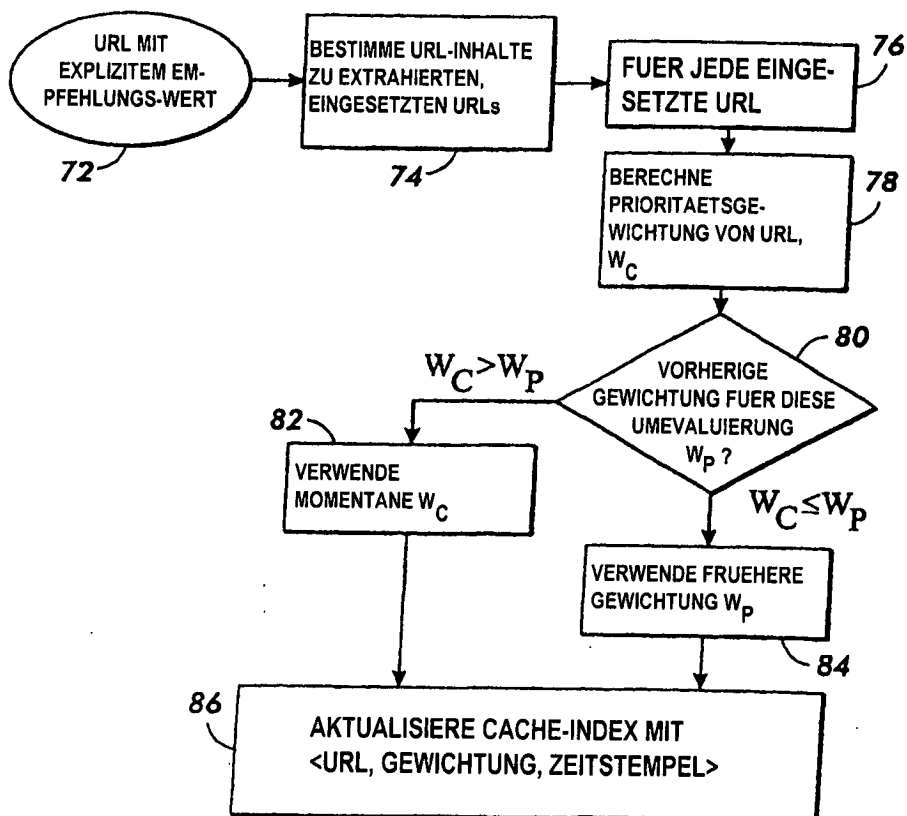 URL MIT
EXPLIZITEM EM-
PFEHLUNGS-WERT
72
BESTIMME URL-INHALTE
ZU EXTRAHIERTEN,
EINGESETZTEN URLs
74
FUER JEDE EINGE-
SETZTE URL
76
BERECHNE
PRIORITAETSGE-
WICHTUNG VON URL,
W_C
78
VORHERIGE
GEWICHTUNG FUER DIESE
UMEVALUIERUNG
W_P ?
80
W_C>W_P
82
VERWENDE
MOMENTANE W_C
W_C≤W_P
VERWENDE FRUEHERE
GEWICHTUNG W_P
84
86
AKTUALISIERE CACHE-INDEX MIT
<URL, GEWICHTUNG, ZEITSTEMPEL>